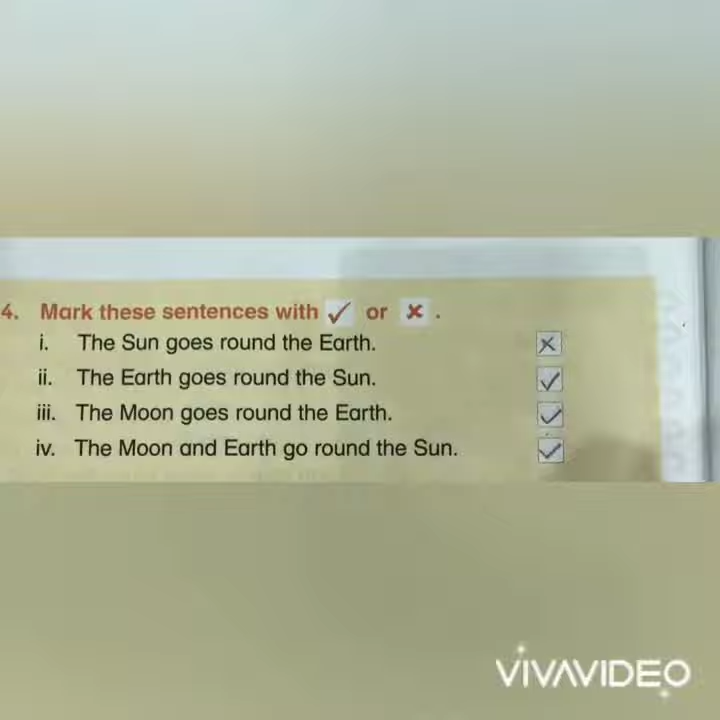 4. Mark these sentences with ✓ or ✗.
i. The Sun goes round the Earth. ✗
ii. The Earth goes round the Sun. ✓
iii. The Moon goes round the Earth. ✓
iv. The Moon and Earth go round the Sun. ✓
VIVAVIDEO